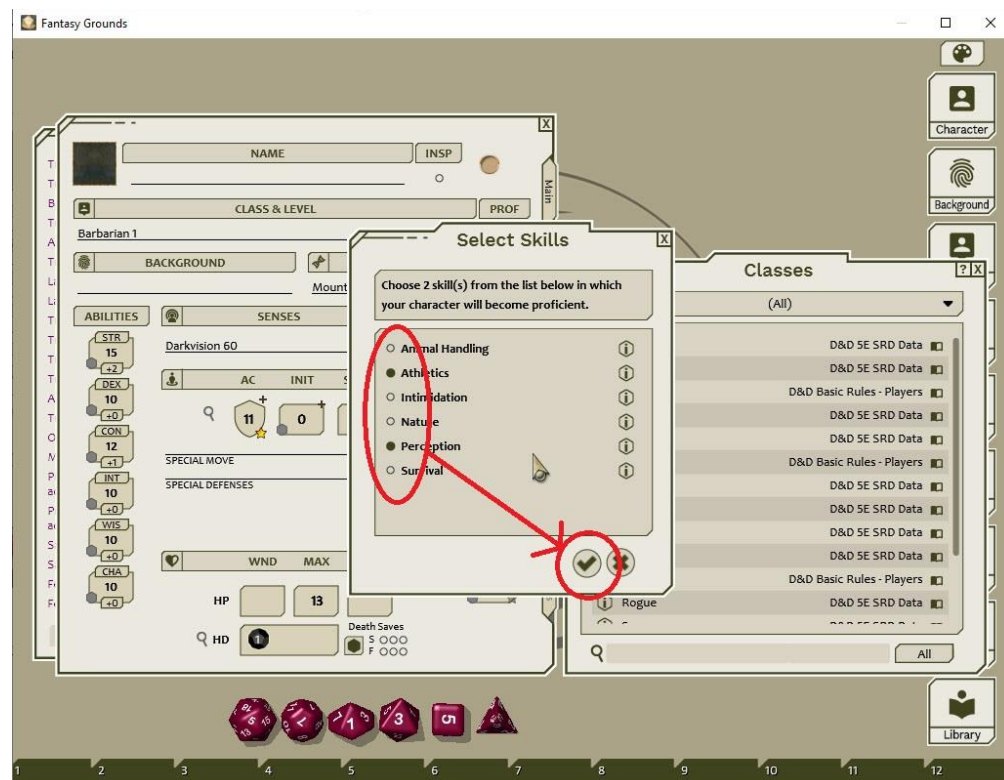 Fantasy Grounds
Character
Background
NAME
INSP
Main
CLASS & LEVEL
PROF
Barbarian 1
BACKGROUND
Mount
ABILITIES
SENSES
STR
15
+2
Darkvision 60
DEX
10
+0
AC INIT
11
0
CON
12
+1
SPECIAL MOVE
INT
10
+0
SPECIAL DEFENSES
WIS
10
+0
CHA
10
+0
WND MAX
HP
13
HD
1
Death Saves
S
F
Select Skills
X
Choose 2 skill(s) from the list below in which
your character will become proficient.
Animal Handling
Athletics
Intimidation
Nature
Perception
Survival
Classes
? X
(All)
D&D 5E SRD Data
D&D 5E SRD Data
D&D Basic Rules - Players
D&D 5E SRD Data
D&D 5E SRD Data
D&D Basic Rules - Players
D&D 5E SRD Data
D&D 5E SRD Data
D&D 5E SRD Data
D&D 5E SRD Data
D&D Basic Rules - Players
Rogue D&D 5E SRD Data
All
Library
1 2 3 4 5 6 7 8 9 10 11 12